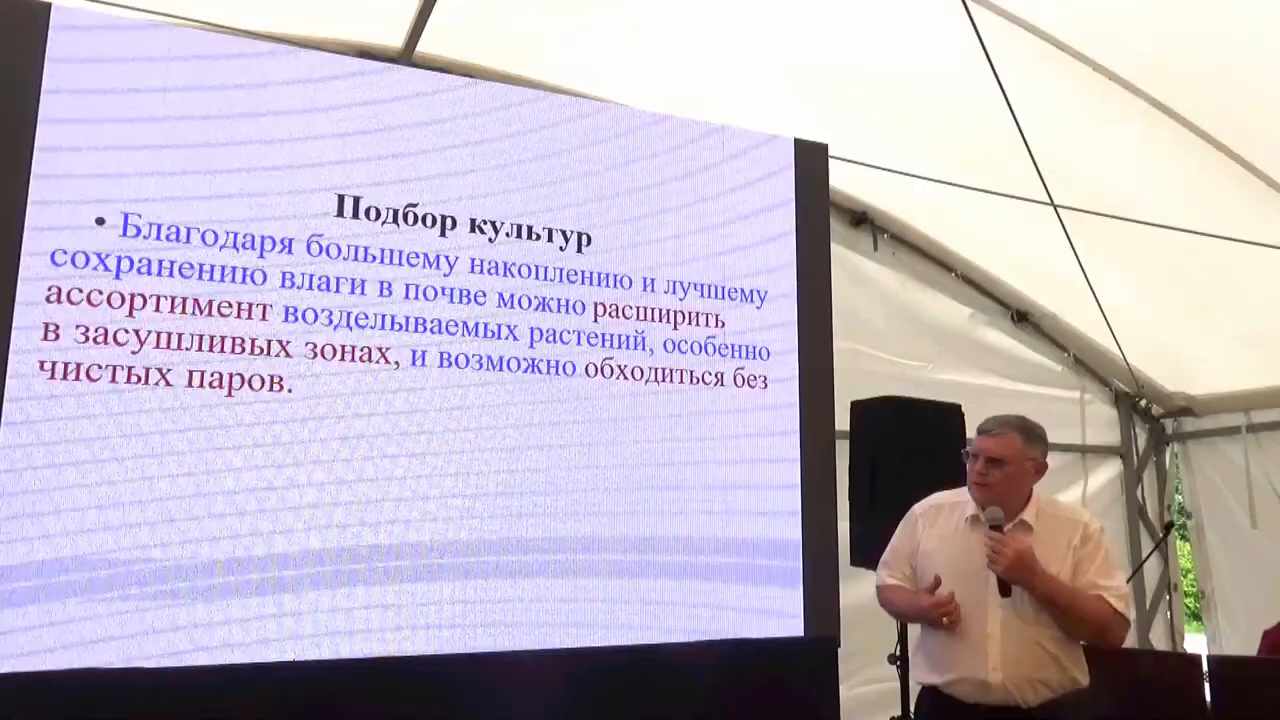 Подбор культур
• Благодаря большему накоплению и лучшему
сохранению влаги в почве можно расширить
ассортимент возделываемых растений, особенно
в засушливых зонах, и возможно обходиться без
чистых паров.